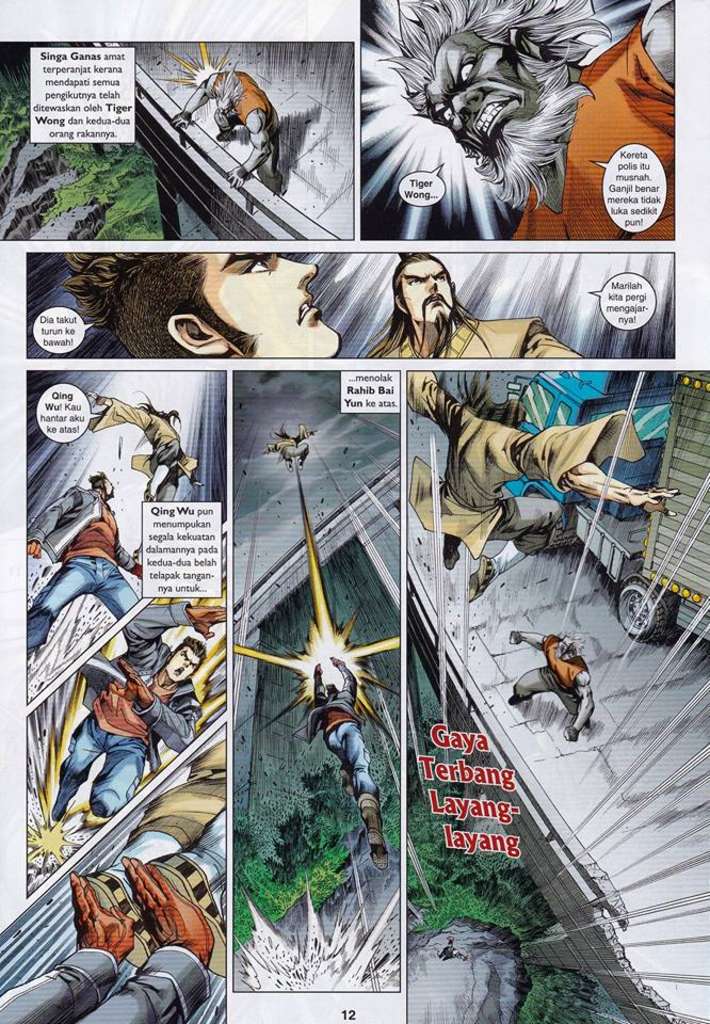 Singa Ganas amat
terperanjat kerana
mendapati semua
pengikutnya telah
ditewaskan oleh Tiger
Wong dan kedua-dua
orang rakannya.
Tiger
Wong...
Kereta
polis itu
musnah.
Ganjil benar
mereka tidak
luka sedikit
pun!
Dia takut
turun ke
bawah!
Marilah
kita pergi
mengajar-
nya!
Qing
Wu! Kau
hantar aku
ke atas!
Qing Wu pun
menumpukan
segala kekuatan
dalamannya pada
kedua-dua belah
telapak tangan-
nya untuk...
...menolak
Rahib Bai
Yun ke atas.
Gaya
Terbang
Layang-
layang
12